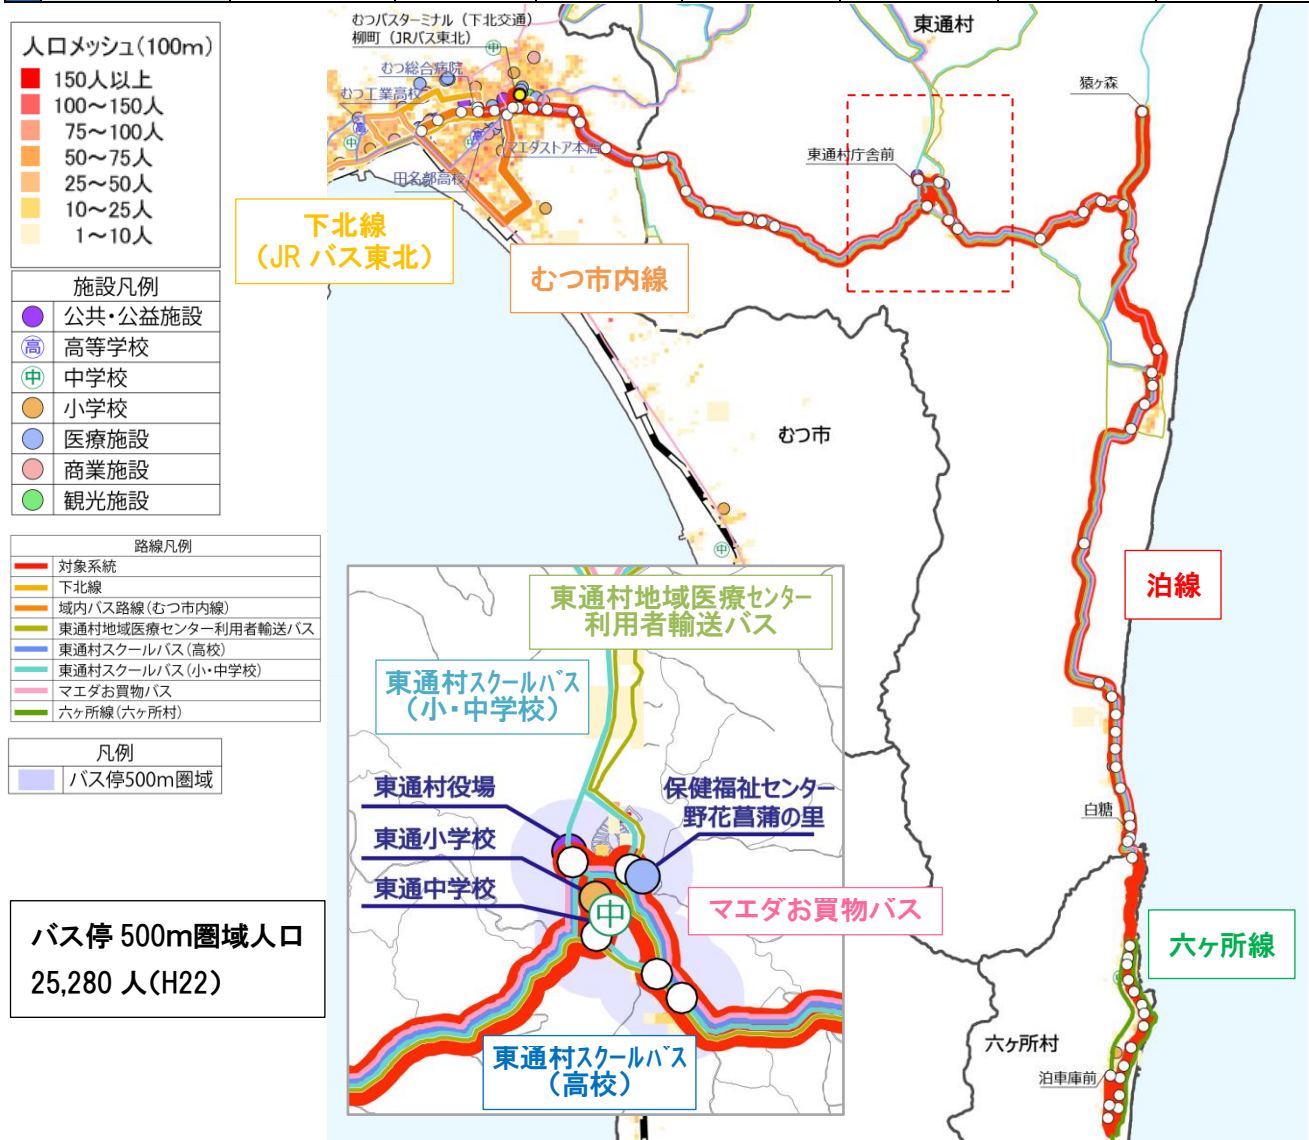 人口メッシュ(100m)
150人以上
100～150人
75～100人
50～75人
25～50人
10～25人
1～10人
施設凡例
公共・公益施設
高 高等学校
中 中学校
小学校
医療施設
商業施設
観光施設
路線凡例
対象系統
下北線
域内バス路線(むつ市内線)
東通村地域医療センター利用者輸送バス
東通村スクールバス(高校)
東通村スクールバス(小・中学校)
マエダお買物バス
六ヶ所線(六ヶ所村)
凡例
バス停500m圏域
バス停 500m圏域人口
25,280 人(H22)
むつバスターミナル（下北交通）
柳町（JRバス東北）
中
むつ総合病院
むつ工業高校
高
中
高
中
マエダストア本店
田名部高校
下北線
（JR バス東北）
むつ市内線
東通村
猿ヶ森
東通村庁舎前
むつ市
中
泊線
白糖
六ヶ所線
六ヶ所村
泊車庫前
東通村地域医療センター
利用者輸送バス
東通村スクールバス
（小・中学校）
東通村役場
東通小学校
東通中学校
中
保健福祉センター
野花菖蒲の里
マエダお買物バス
東通村スクールバス
（高校）